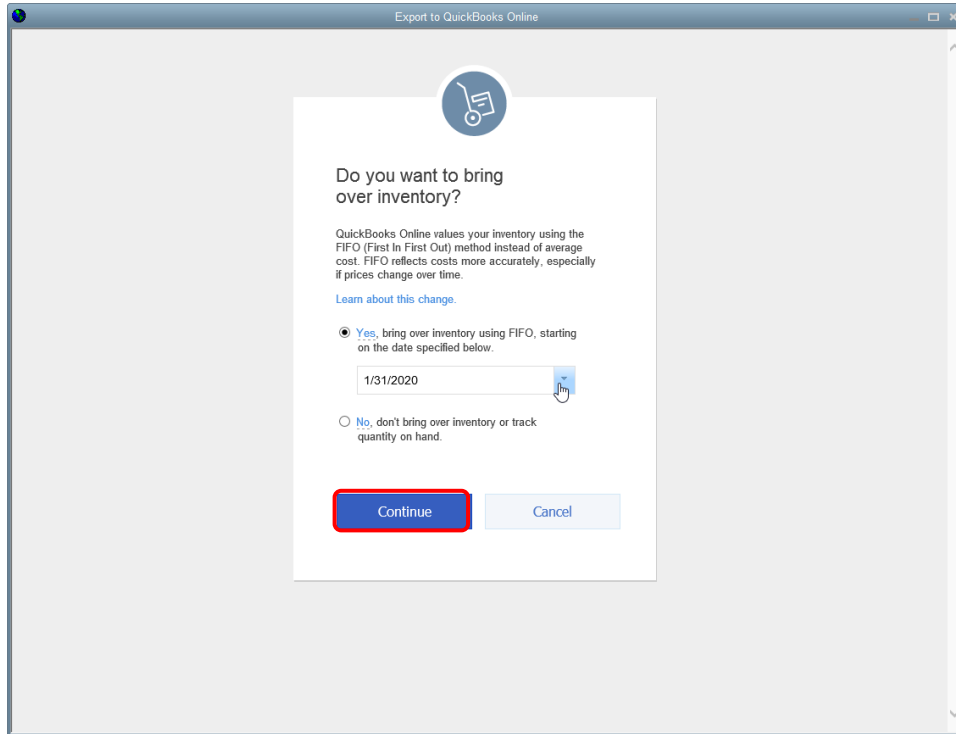 Export to QuickBooks Online
Do you want to bring
over inventory?
QuickBooks Online values your inventory using the
FIFO (First In First Out) method instead of average
cost. FIFO reflects costs more accurately, especially
if prices change over time.
Learn about this change.
Yes, bring over inventory using FIFO, starting
on the date specified below.
1/31/2020
No, don't bring over inventory or track
quantity on hand.
Continue
Cancel